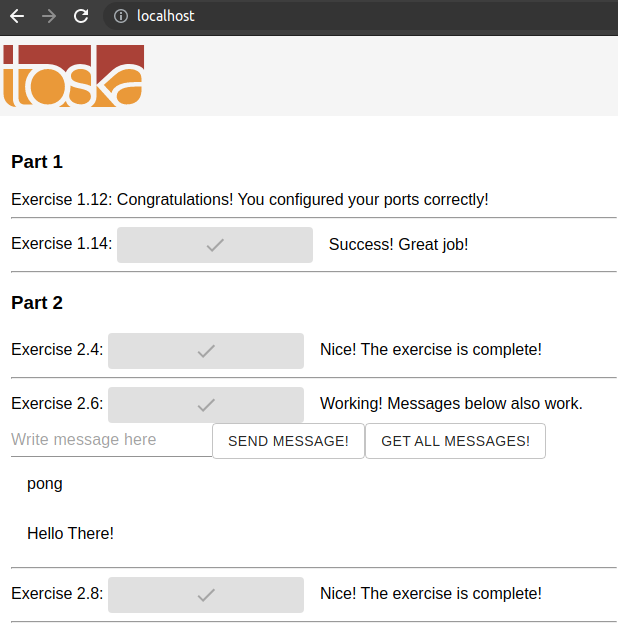 localhost
toska
Part 1
Exercise 1.12: Congratulations! You configured your ports correctly!
Exercise 1.14: Success! Great job!
Part 2
Exercise 2.4: Nice! The exercise is complete!
Exercise 2.6: Working! Messages below also work.
Write message here SEND MESSAGE! GET ALL MESSAGES!
pong
Hello There!
Exercise 2.8: Nice! The exercise is complete!